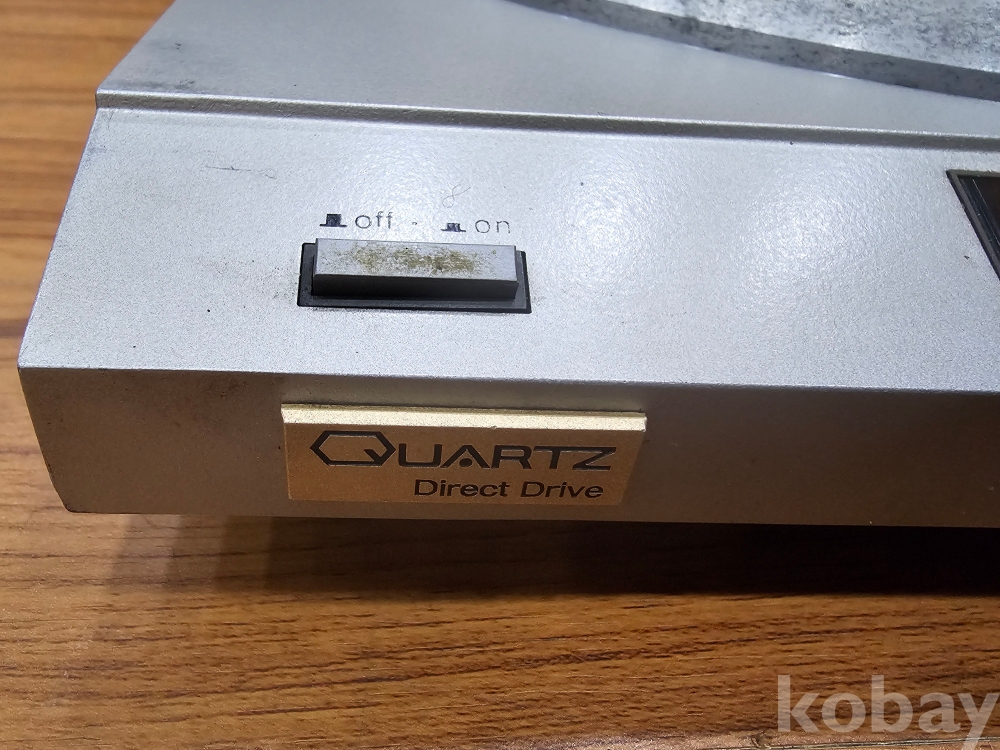 off on
QUARTZ
Direct Drive
kobay